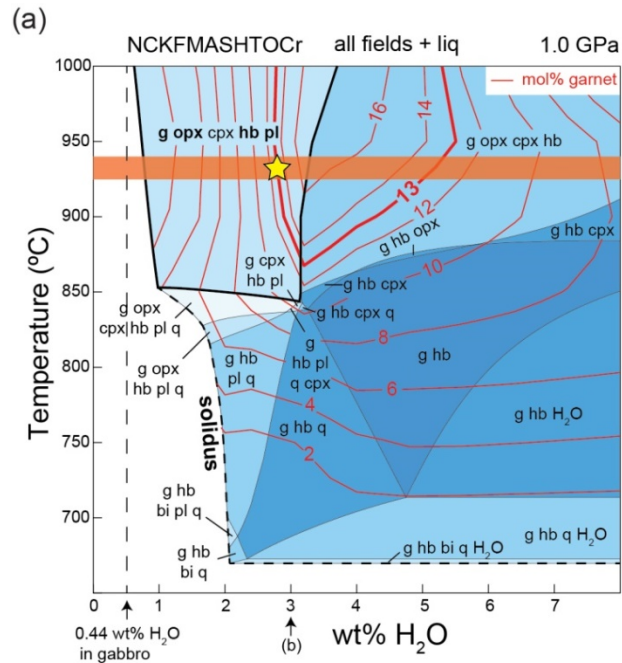 (a)
NCKFMASHTOCr all fields + liq 1.0 GPa
mol% garnet
1000
950
900
850
800
750
700
Temperature (ºC)
g opx cpx hb pl
16
14
g opx cpx hb
13
12
g hb opx
g hb cpx
g cpx
hb pl
10
g hb cpx
g opx
cpx hb pl q
g hb cpx q
8
g opx
hb pl q
g hb
pl q
g
hb pl
q cpx
g hb
6
solidus
4
g hb q
g hb H₂O
2
g hb
bi pl q
g hb
bi q
g hb q H₂O
g hb bi q H₂O
0 1 2 3 4 5 6 7
0.44 wt% H₂O
in gabbro
(b)
wt% H₂O